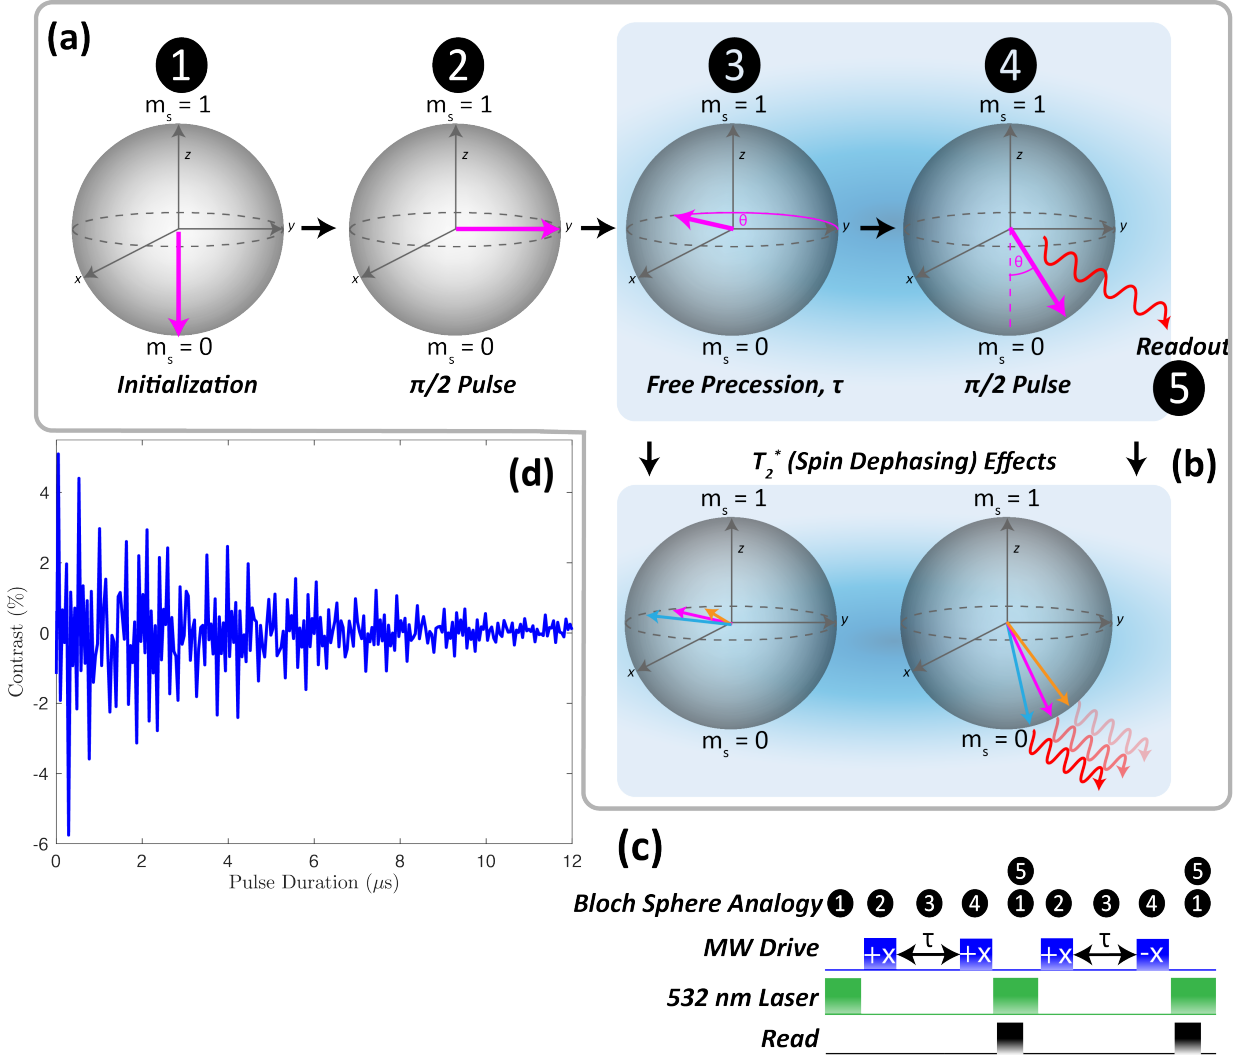 (a)
1 2 3 4
m_s = 1 m_s = 1 m_s = 1 m_s = 1
z z z z
y y y y
θ θ
x x x x
m_s = 0 m_s = 0 m_s = 0 m_s = 0
Readout
Initialization π/2 Pulse Free Precession, τ π/2 Pulse
5
T_2^* (Spin Dephasing) Effects
(b)
m_s = 1 m_s = 1
z z
y y
x x
m_s = 0 m_s = 0
(d)
4
2
0
-2
-4
-6
Contrast (%)
0 2 4 6 8 10 12
Pulse Duration (μs)
(c)
5 5
Bloch Sphere Analogy 1 2 3 4 1 2 3 4 1
τ τ
MW Drive +x +x +x -x
532 nm Laser
Read